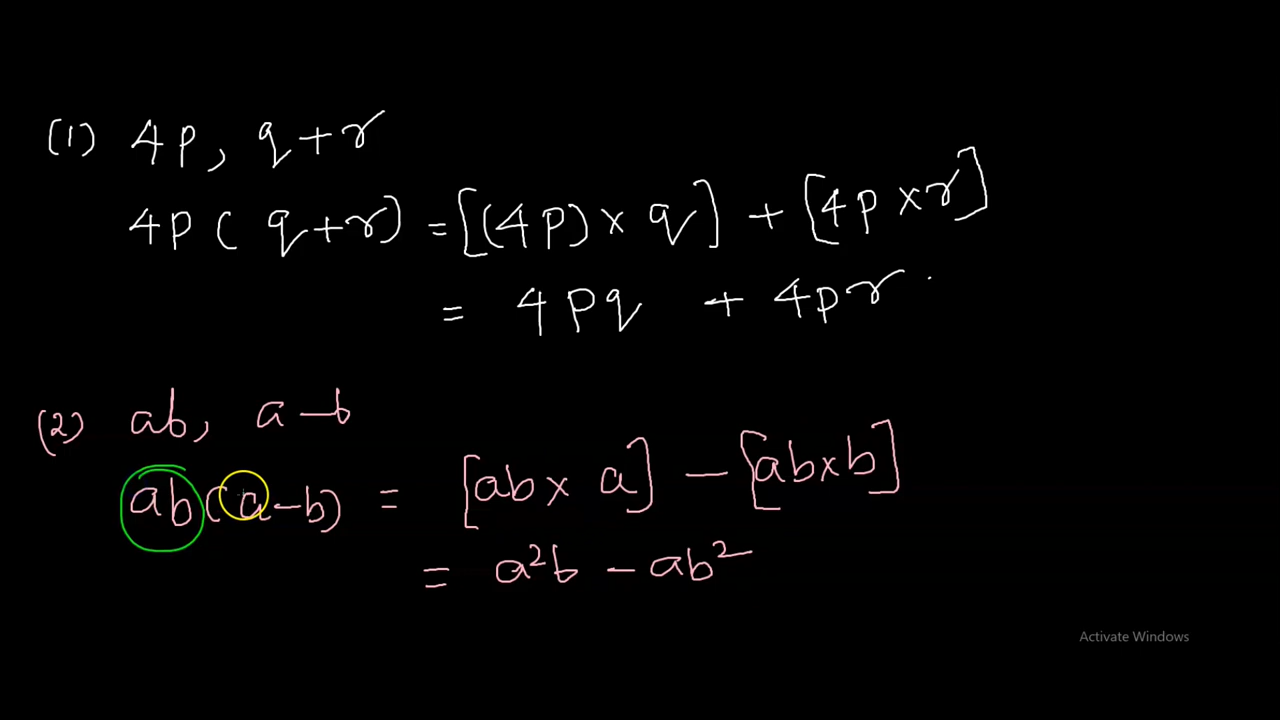 (1) 4p, q+r
4p ( q+r) = [(4p) × q] + [4p ×r]
= 4pq + 4pr
(2) ab, a-b
ab(a-b) = [ab× a] - [ab×b]
= a²b - ab²
Activate Windows